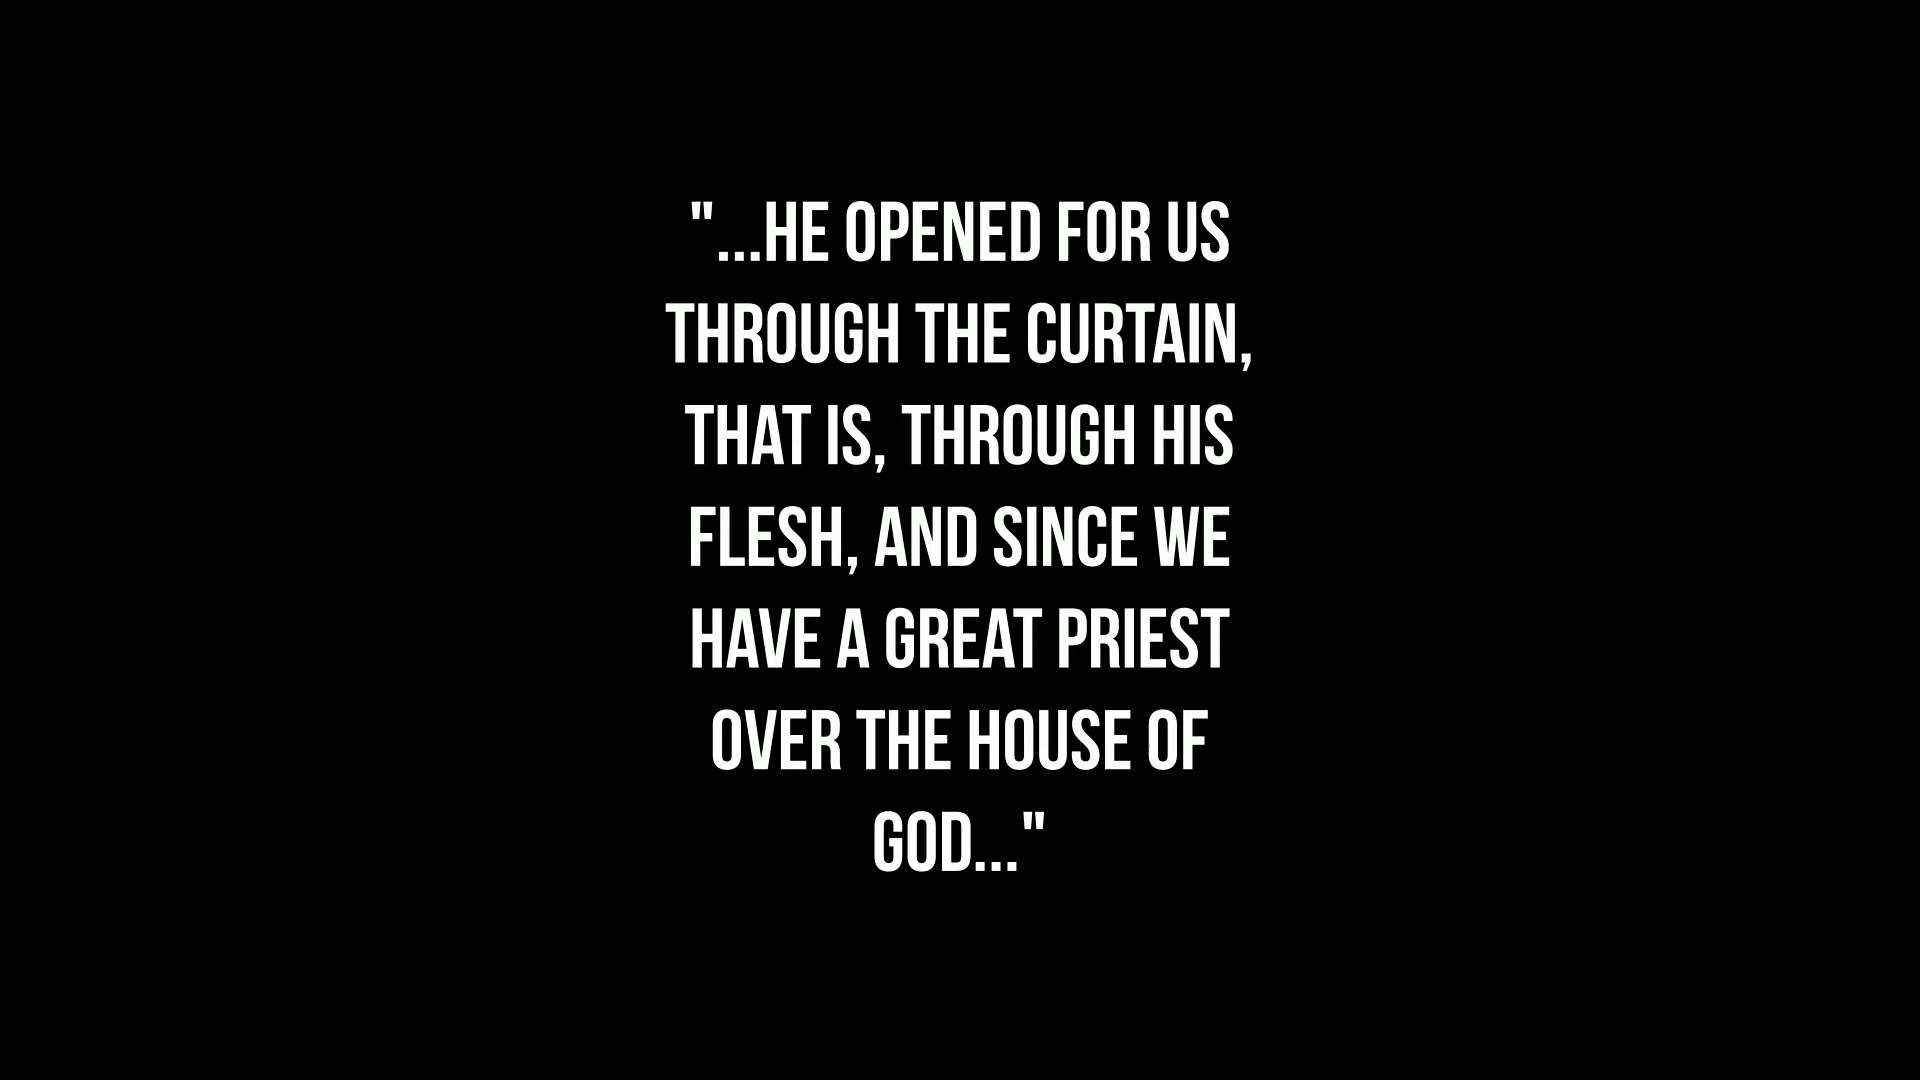 "...HE OPENED FOR US
THROUGH THE CURTAIN,
THAT IS, THROUGH HIS
FLESH, AND SINCE WE
HAVE A GREAT PRIEST
OVER THE HOUSE OF
GOD..."